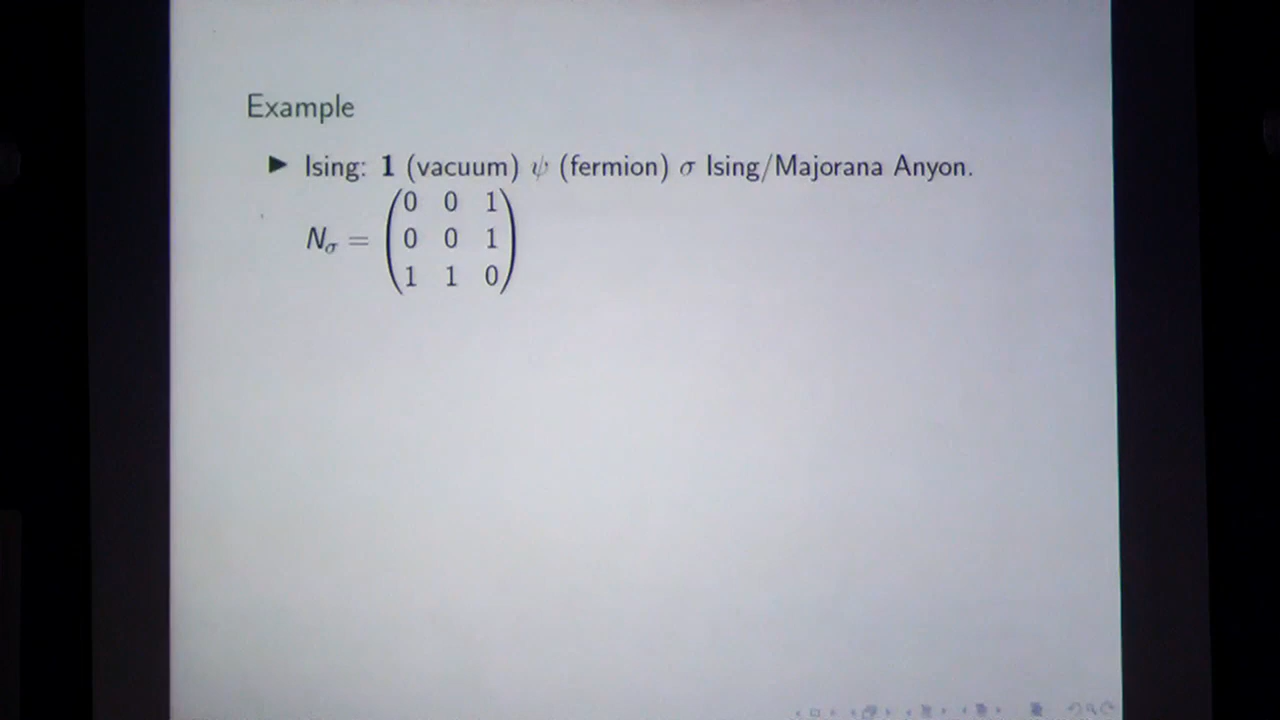 Example
▶ Ising: 1 (vacuum) ψ (fermion) σ Ising/Majorana Anyon.
0 0 1
N_σ = 0 0 1
1 1 0